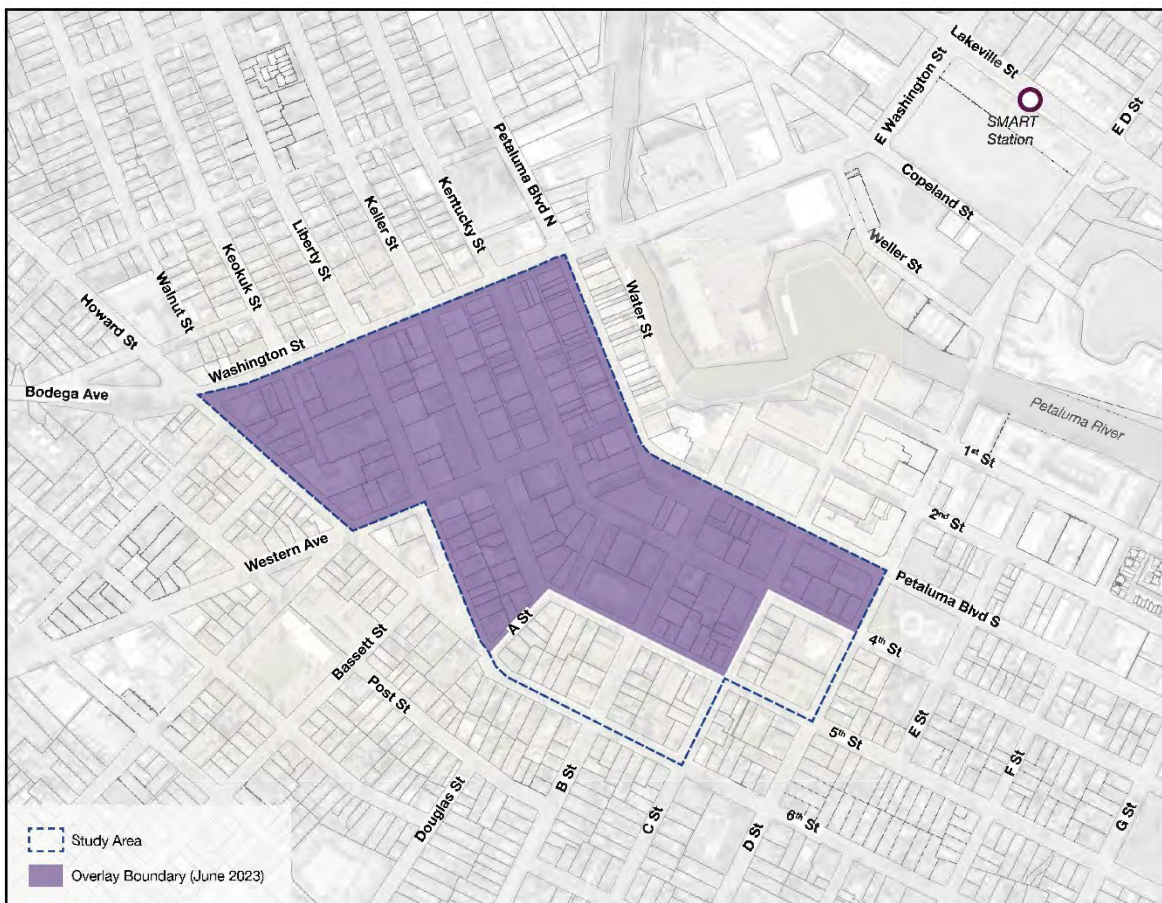 Lakeville St
E Washington St
SMART
Station
E D St
Petaluma Blvd N
Copeland St
Kentucky St
Keller St
Liberty St
Weller St
Keokuk St
Walnut St
Water St
Howard St
Washington St
Bodega Ave
Petaluma River
1st St
2nd St
Western Ave
Petaluma Blvd S
A St
4th St
Bassett St
Post St
5th St
E St
F St
B St
Douglas St
C St
D St
6th St
G St
Study Area
Overlay Boundary (June 2023)